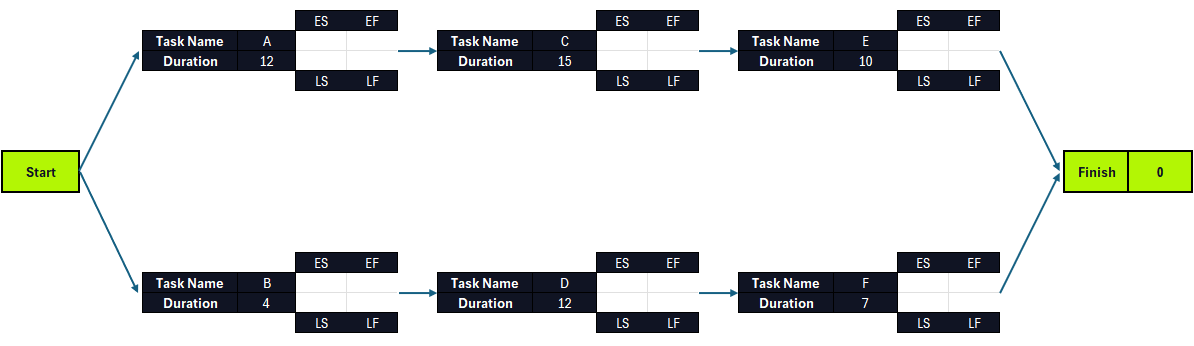 ES EF ES EF ES EF
Task Name A Task Name C Task Name E
Duration 12 Duration 15 Duration 10
LS LF LS LF LS LF
Start Finish 0
ES EF ES EF ES EF
Task Name B Task Name D Task Name F
Duration 4 Duration 12 Duration 7
LS LF LS LF LS LF